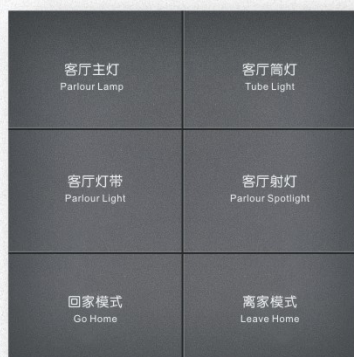 客厅主灯
Parlour Lamp
客厅筒灯
Tube Light
客厅灯带
Parlour Light
客厅射灯
Parlour Spotlight
回家模式
Go Home
离家模式
Leave Home